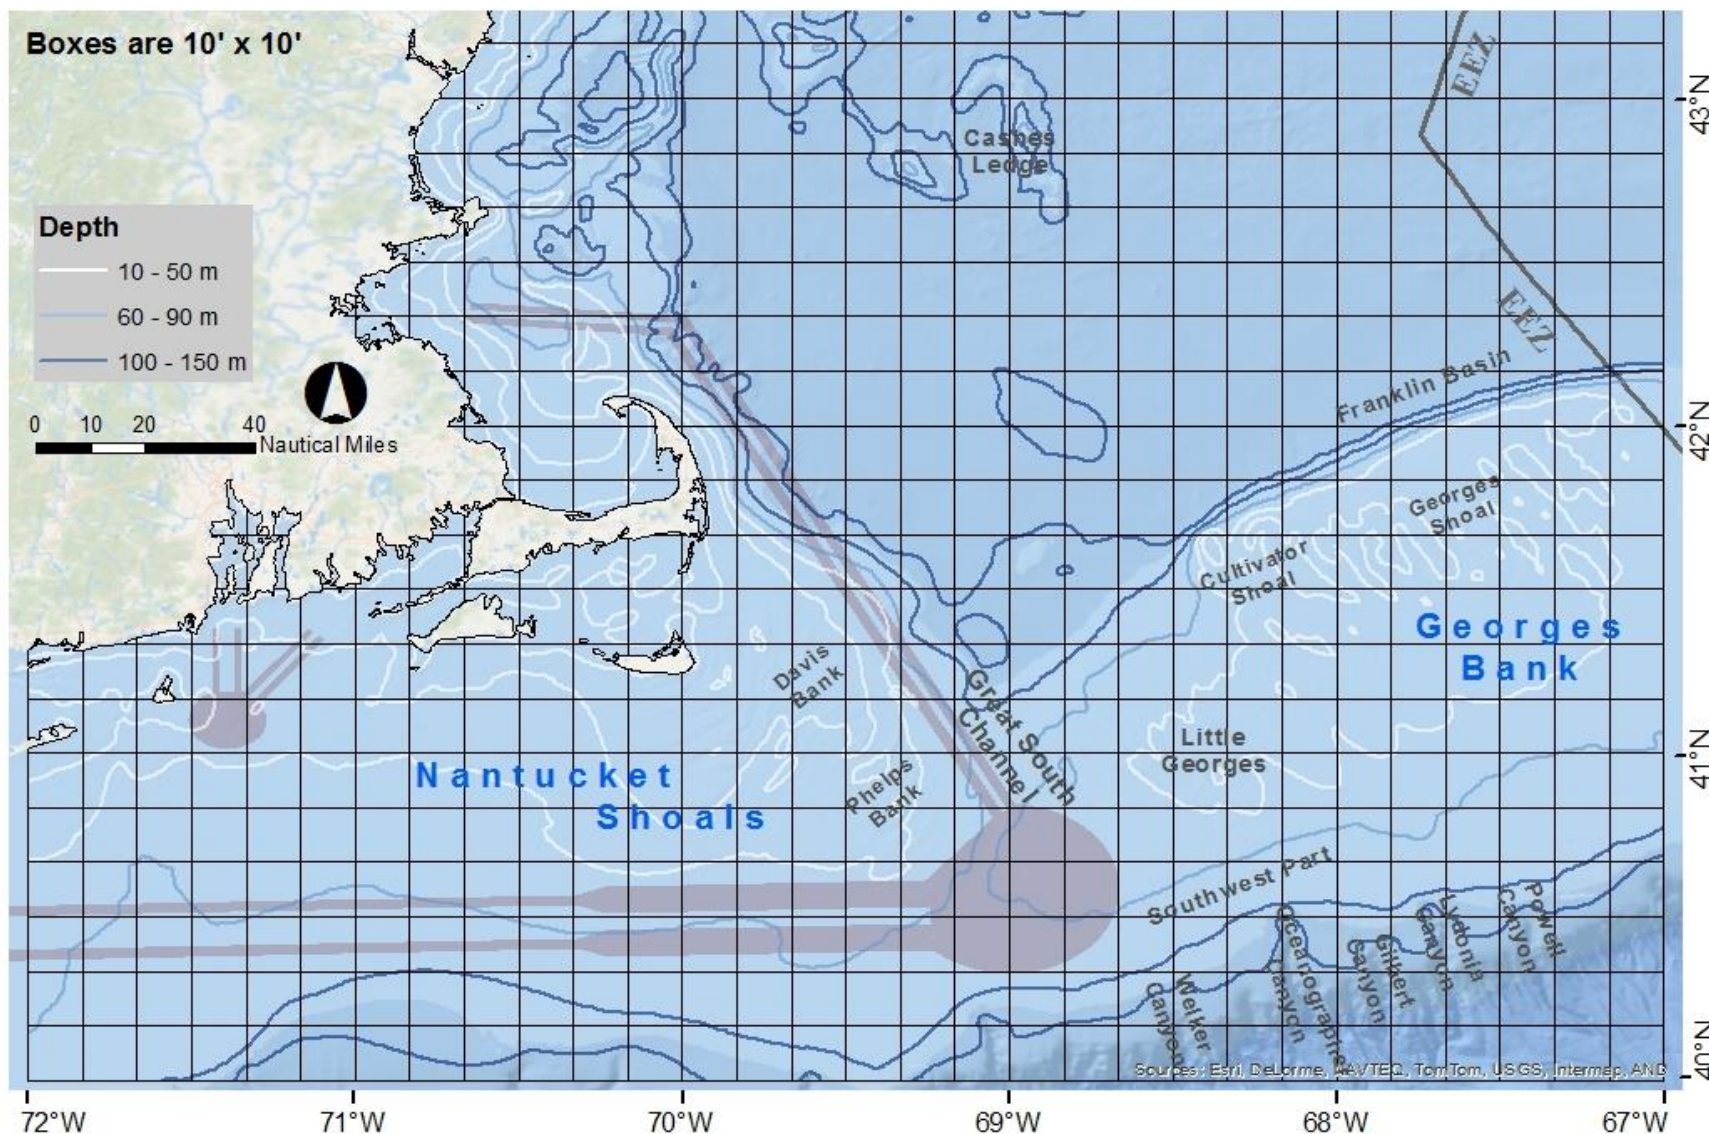 Boxes are 10' x 10'
EEZ
43°N
Cashes
Ledge
Depth
10 - 50 m
60 - 90 m
100 - 150 m
EEZ
Franklin Basin
0 10 20 40
Nautical Miles
42°N
Georges
Shoal
Cultivator
Shoal
Georges
Bank
Davis
Bank
Great South
Channel
Little
Georges
41°N
Nantucket
Shoals
Phelps
Bank
Southwest Part
Powell
Canyon
Lydonia
Canyon
Gilbert
Canyon
Oceanographer
Canyon
Welker
Canyon
40°N
Sources: Esri, DeLorme, NAVTEQ, TomTom, USGS, Intermap, AND
72°W 71°W 70°W 69°W 68°W 67°W